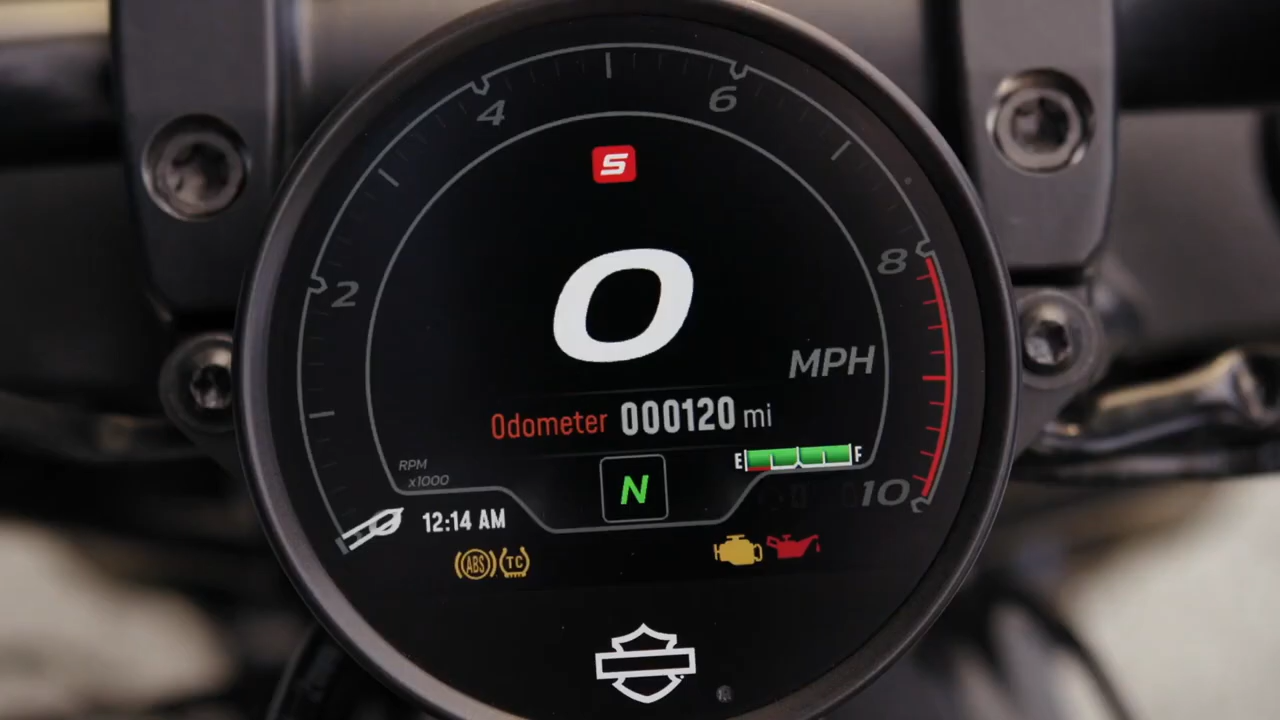 4
6
S
2
8
0
MPH
Odometer 000120 mi
E F
RPM
x1000
N
10
12:14 AM
ABS TC